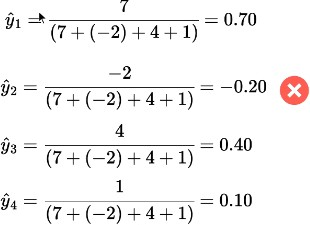 ŷ₁ = 7 / (7 + (−2) + 4 + 1) = 0.70
ŷ₂ = −2 / (7 + (−2) + 4 + 1) = −0.20
ŷ₃ = 4 / (7 + (−2) + 4 + 1) = 0.40
ŷ₄ = 1 / (7 + (−2) + 4 + 1) = 0.10